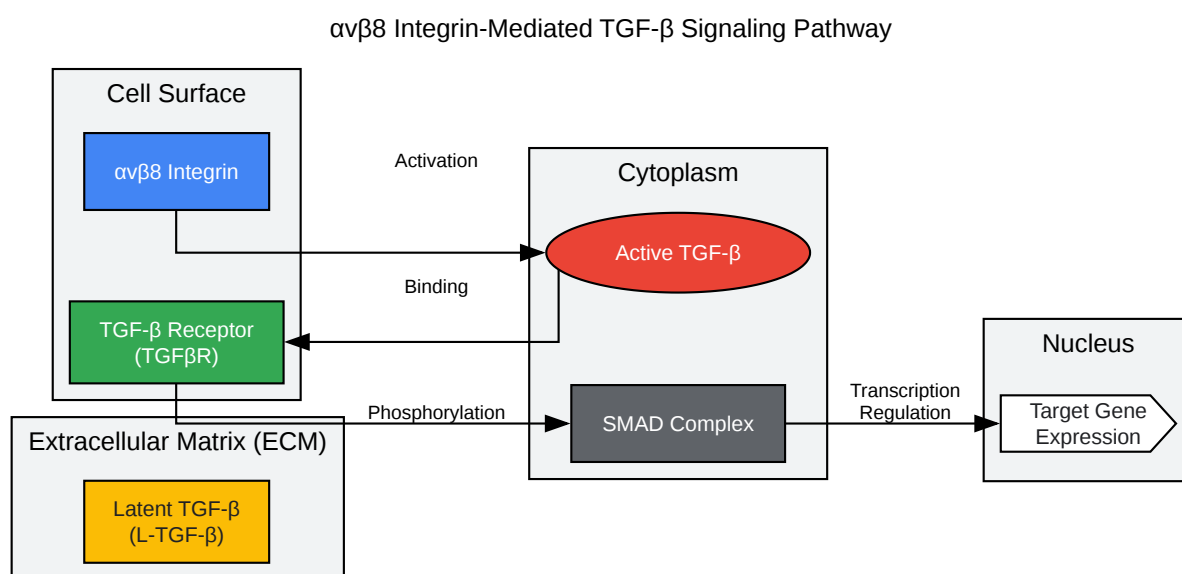 αvβ8 Integrin-Mediated TGF-β Signaling Pathway
Cell Surface
αvβ8 Integrin
Activation
Cytoplasm
Active TGF-β
Binding
TGF-β Receptor
(TGFβR)
Nucleus
Phosphorylation
SMAD Complex
Transcription
Regulation
Target Gene
Expression
Extracellular Matrix (ECM)
Latent TGF-β
(L-TGF-β)